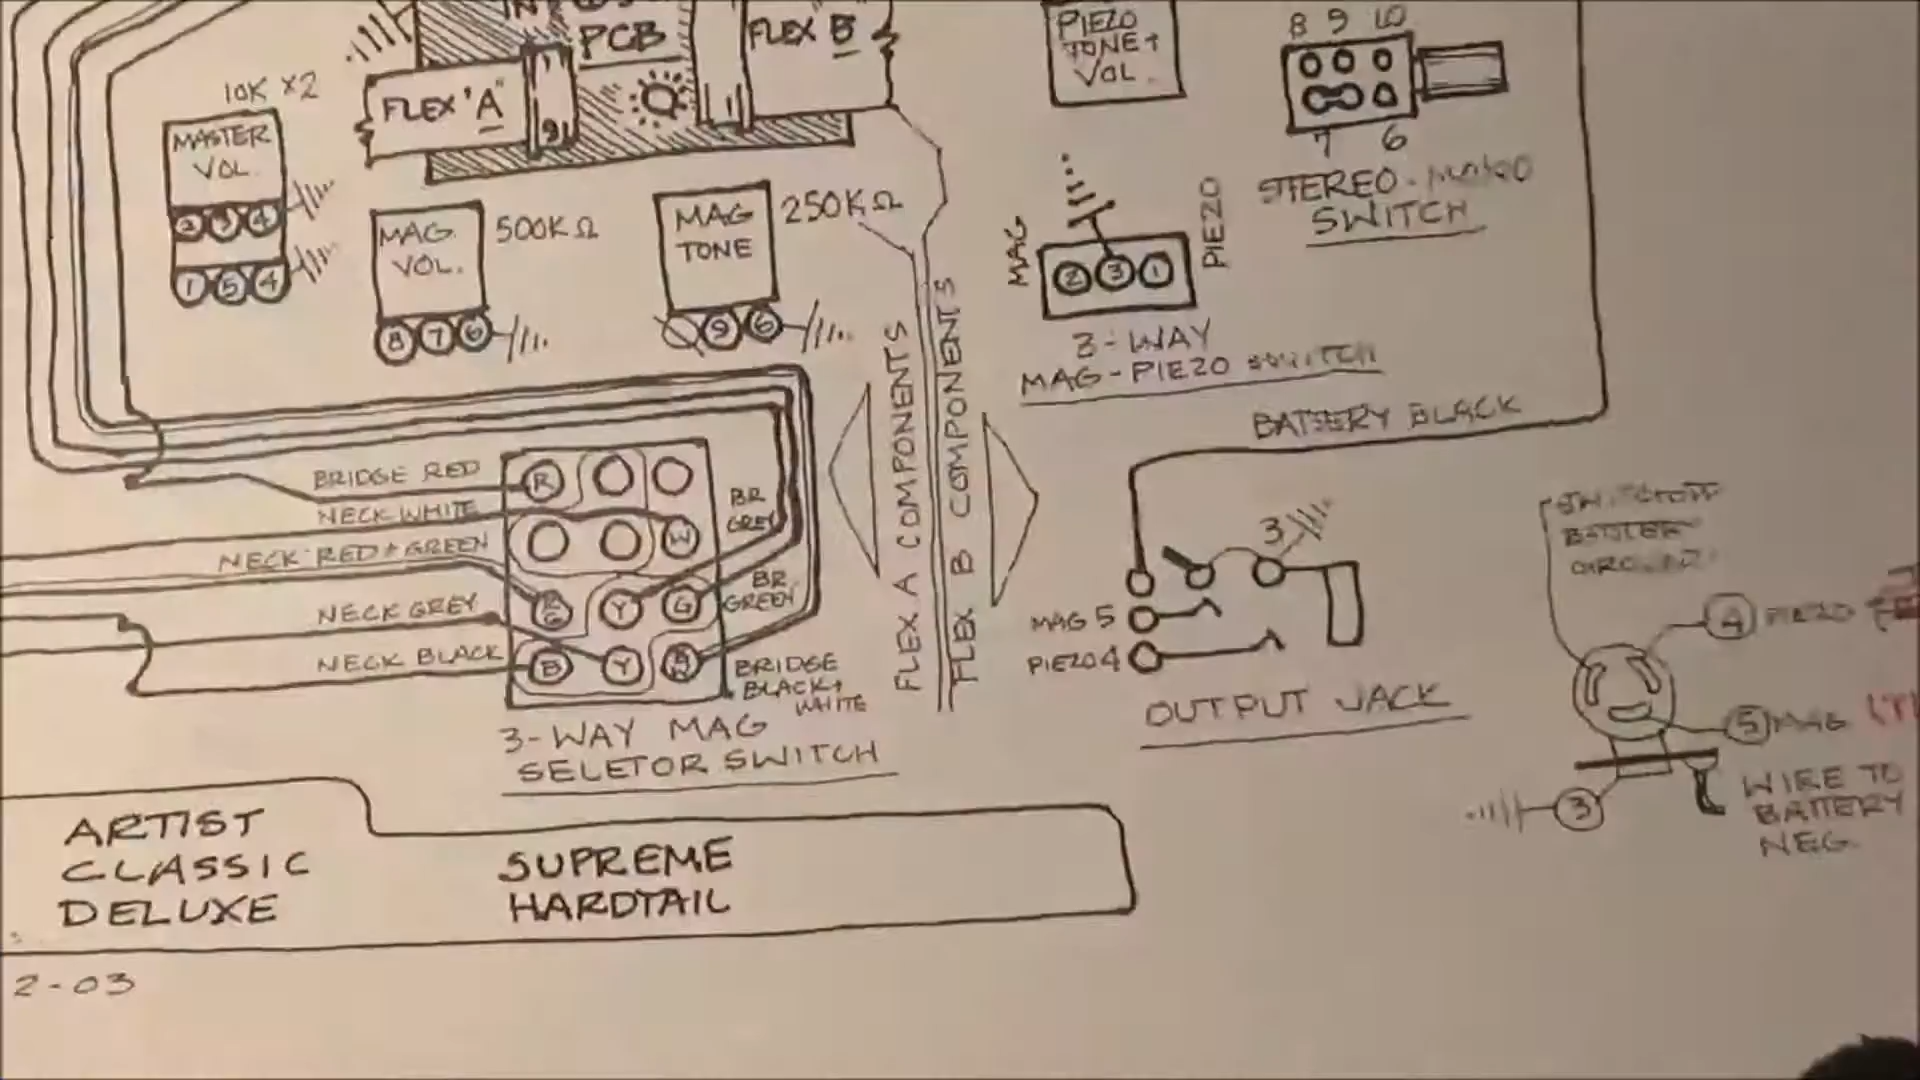 PCB
FLEX "A"
FLEX B
10K X2
MASTER
VOL.
2 3 4
1 5 4
MAG
VOL.
500KΩ
8 7 6
MAG
TONE
250KΩ
9 6
PIEZO
TONE+
VOL.
8 9 10
7 6
STEREO-
SWITCH
MAG
PIEZO
2 3 1
3-WAY
MAG-PIEZO SWITCH
FLEX A COMPONENTS
FLEX B COMPONENTS
BATTERY BLACK
BRIDGE RED
NECK WHITE
NECK RED + GREEN
NECK GREY
NECK BLACK
R
W
Y G
B Y
BR
GREY
BR
GREEN
BRIDGE
BLACK+
WHITE
3-WAY MAG
SELETOR SWITCH
3
MAG 5
PIEZO 4
OUTPUT JACK
4 PIEZO
5 MAG
3
WIRE TO
BATTERY
NEG.
ARTIST
CLASSIC
DELUXE
SUPREME
HARDTAIL
2-03